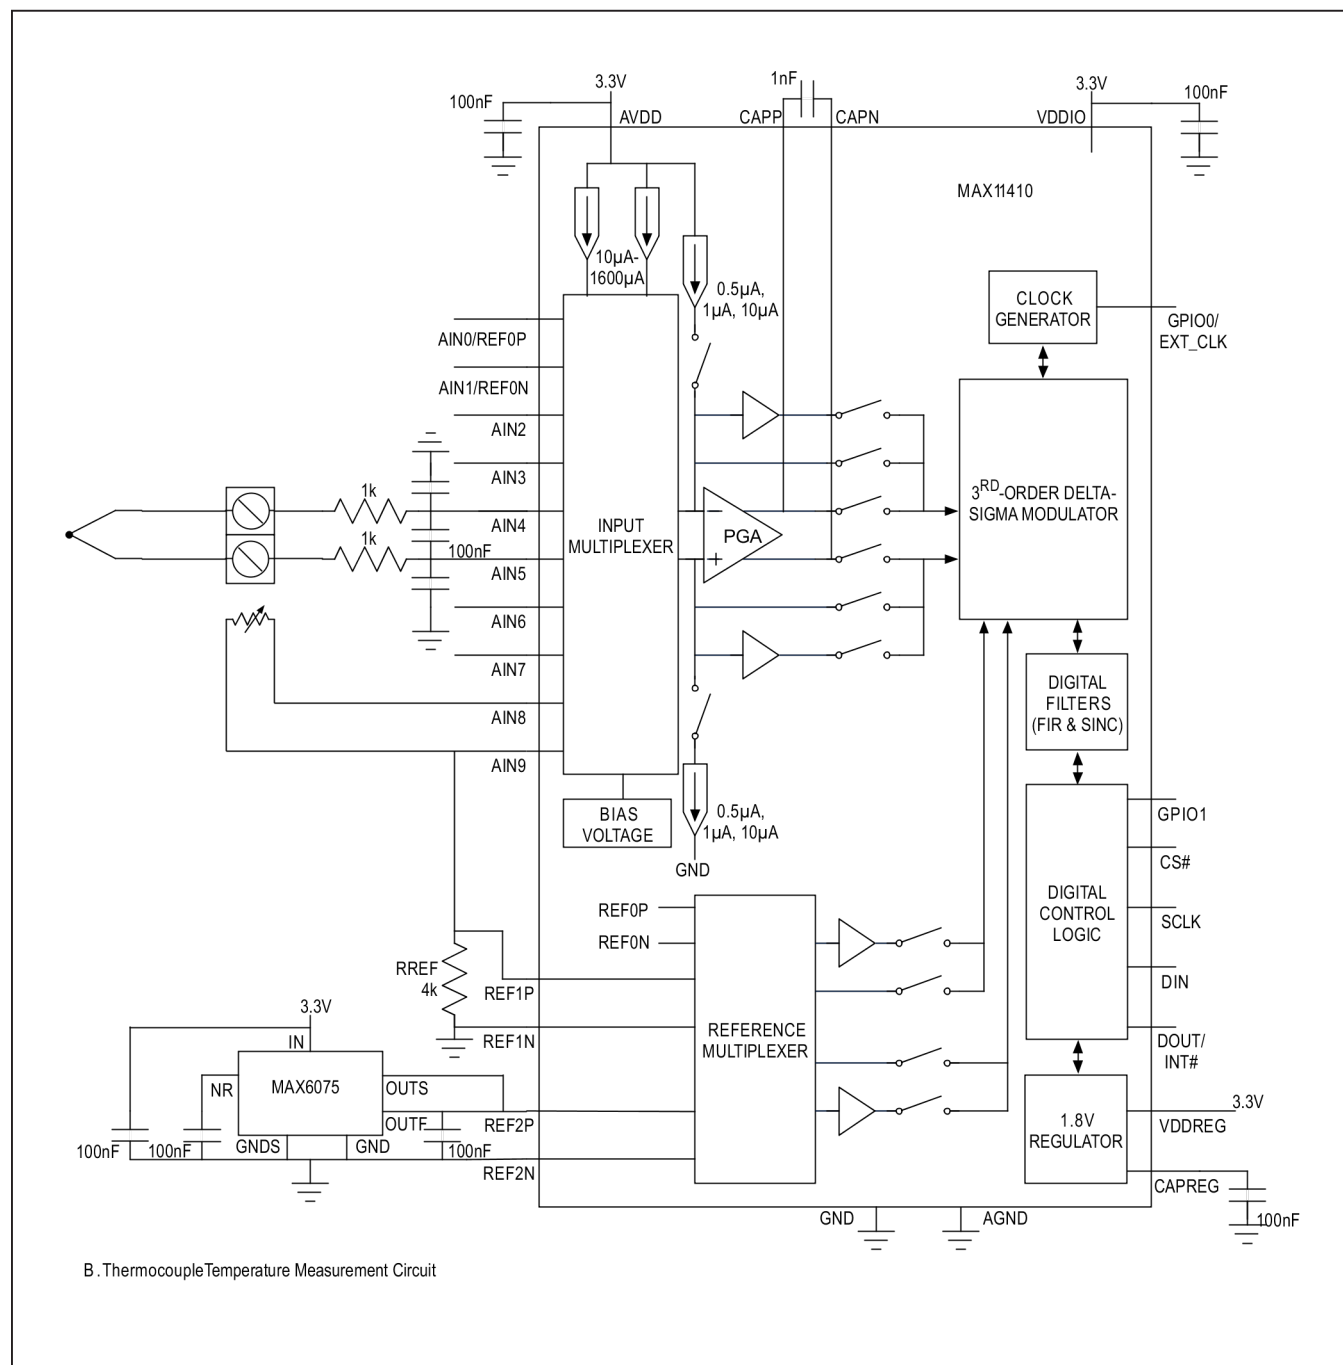 3.3V
1nF
3.3V
100nF
100nF
AVDD
CAPP
CAPN
VDDIO
MAX11410
10µA-
1600µA
0.5µA,
1µA, 10µA
CLOCK
GENERATOR
GPIO0/
EXT_CLK
AIN0/REF0P
AIN1/REF0N
AIN2
AIN3
1k
AIN4
1k
100nF
AIN5
AIN6
AIN7
AIN8
AIN9
INPUT
MULTIPLEXER
PGA
3RD-ORDER DELTA-
SIGMA MODULATOR
DIGITAL
FILTERS
(FIR & SINC)
BIAS
VOLTAGE
0.5µA,
1µA, 10µA
GND
GPIO1
CS#
DIGITAL
CONTROL
LOGIC
SCLK
DIN
DOUT/
INT#
REF0P
REF0N
RREF
4k
REF1P
REF1N
REFERENCE
MULTIPLEXER
3.3V
IN
NR
MAX6075
OUTS
OUTF
REF2P
GNDS
GND
100nF
100nF
100nF
REF2N
1.8V
REGULATOR
3.3V
VDDREG
CAPREG
100nF
GND
AGND
B . ThermocoupleTemperature Measurement Circuit